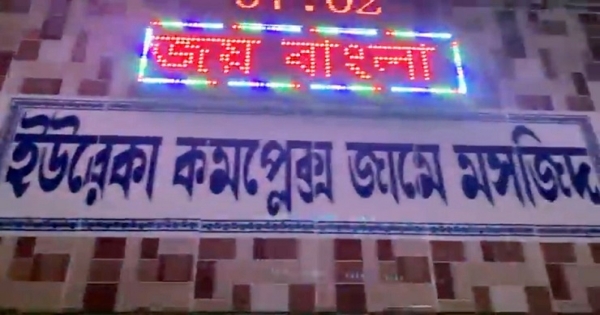 জয় বাংলা
ইউরেকা কমপ্লেক্স জামে মসজিদ